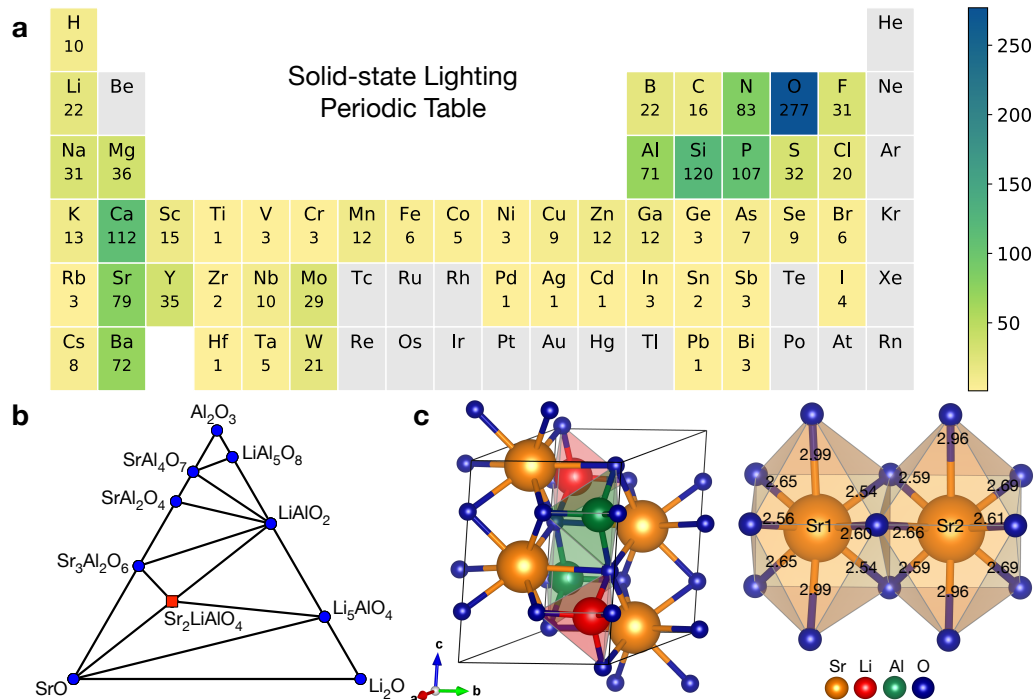 a
Solid-state Lighting
Periodic Table
H He
10
Li Be B C N O F Ne
22 22 16 83 277 31
Na Mg Al Si P S Cl Ar
31 36 71 120 107 32 20
K Ca Sc Ti V Cr Mn Fe Co Ni Cu Zn Ga Ge As Se Br Kr
13 112 15 1 3 3 12 6 5 3 9 12 12 3 7 9 6
Rb Sr Y Zr Nb Mo Tc Ru Rh Pd Ag Cd In Sn Sb Te I Xe
3 79 35 2 10 29 1 1 1 3 2 3 4
Cs Ba Hf Ta W Re Os Ir Pt Au Hg Tl Pb Bi Po At Rn
8 72 1 5 21 1 3
250
200
150
100
50
b
Al₂O₃
SrAl₄O₇
LiAl₅O₈
SrAl₂O₄
LiAlO₂
Sr₃Al₂O₆
Sr₂LiAlO₄
Li₅AlO₄
SrO
Li₂O
c
c
a
b
2.99 2.96
2.65 2.54 2.59 2.69
2.56 Sr1 2.60 2.66 Sr2 2.61
2.65 2.54 2.59 2.69
2.99 2.96
Sr Li Al O